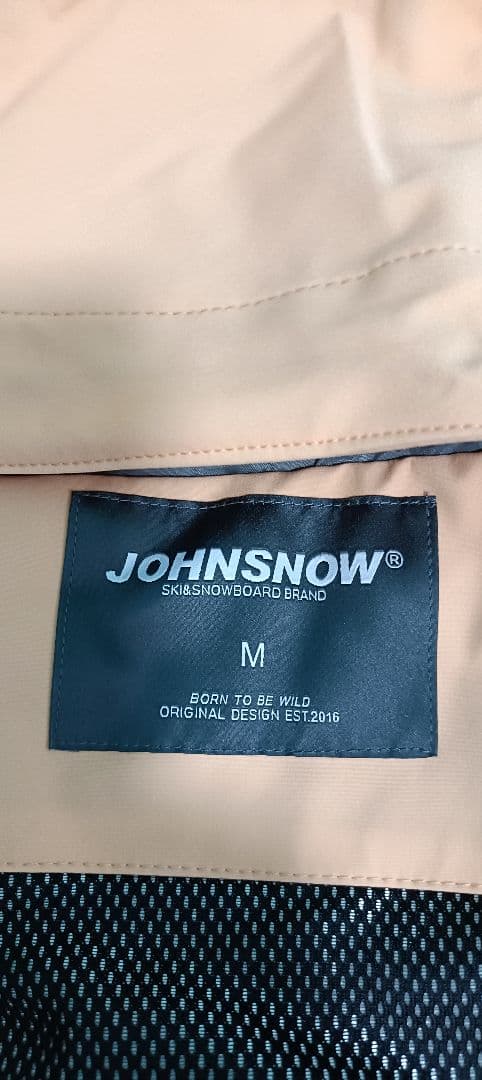 JOHNSNOW®
SKI&SNOWBOARD BRAND
M
BORN TO BE WILD
ORIGINAL DESIGN EST.2016